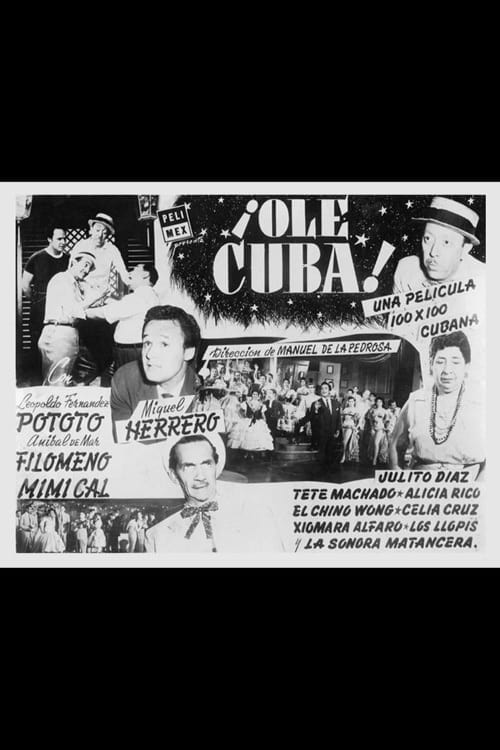 PELI
MEX
presenta
¡OLE
CUBA!
UNA PELICULA
100 X 100
CUBANA
Direccion de MANUEL DE LA PEDROSA.
Con
Leopoldo Fernandez
POTOTO
Anibal de Mar
FILOMENO
MIMI CAL
Miguel
HERRERO
JULITO DIAZ
TETE MACHADO * ALICIA RICO
EL CHINO WONG * CELIA CRUZ
XIOMARA ALFARO * LOS LLOPIS
Y LA SONORA MATANCERA.